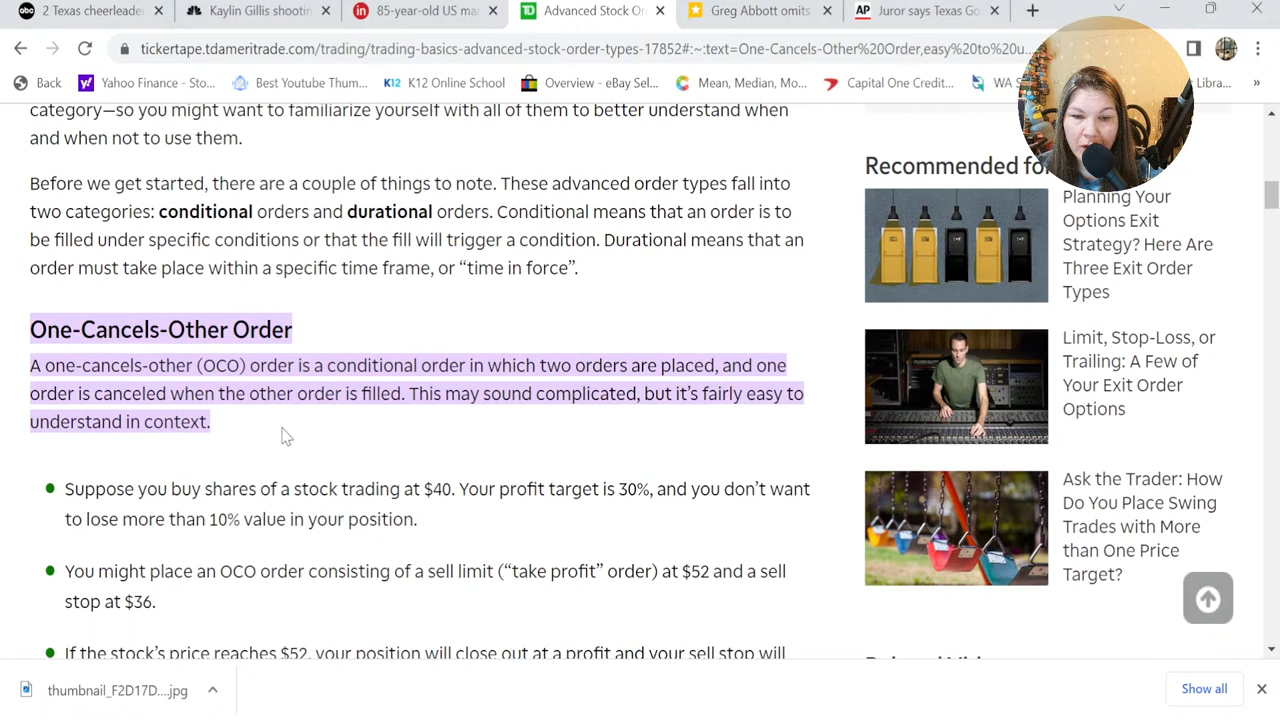 abc 2 Texas cheerleade
Kaylin Gillis shootin
in 85-year-old US ma
Advanced Stock Or
Greg Abbott omits
AP Juror says Texas Go
tickertape.tdameritrade.com/trading/trading-basics-advanced-stock-order-types-17852#:~:text=One-Cancels-Other%20Order,easy%20to%20u...
Back
Yahoo Finance - Sto...
Best Youtube Thum...
K12 K12 Online School
Overview - eBay Sel...
Mean, Median, Mo...
Capital One Credit...
WA S
Libra...
»
category—so you might want to familiarize yourself with all of them to better understand when
and when not to use them.
Before we get started, there are a couple of things to note. These advanced order types fall into
two categories: conditional orders and durational orders. Conditional means that an order is to
be filled under specific conditions or that the fill will trigger a condition. Durational means that an
order must take place within a specific time frame, or “time in force”.
One-Cancels-Other Order
A one-cancels-other (OCO) order is a conditional order in which two orders are placed, and one
order is canceled when the other order is filled. This may sound complicated, but it’s fairly easy to
understand in context.
Suppose you buy shares of a stock trading at $40. Your profit target is 30%, and you don’t want
to lose more than 10% value in your position.
You might place an OCO order consisting of a sell limit (“take profit” order) at $52 and a sell
stop at $36.
If the stock’s price reaches $52, your position will close out at a profit and your sell stop will
Recommended for
Planning Your
Options Exit
Strategy? Here Are
Three Exit Order
Types
Limit, Stop-Loss, or
Trailing: A Few of
Your Exit Order
Options
Ask the Trader: How
Do You Place Swing
Trades with More
than One Price
Target?
thumbnail_F2D17D....jpg
Show all